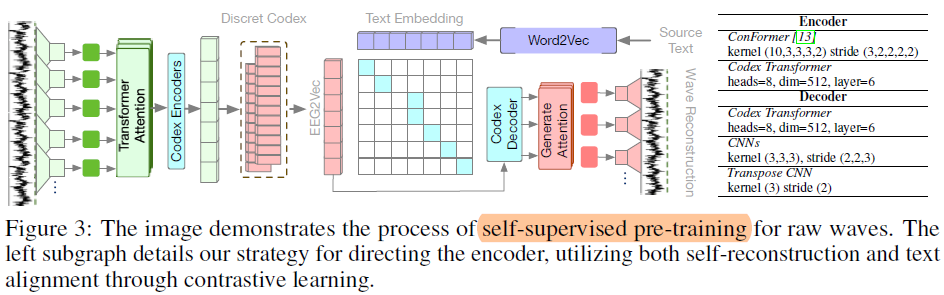 Discret Codex
Text Embedding
Word2Vec
Source
Text
Transformer
Attention
Codex Encoders
EEG2Vec
Codex
Decoder
Generate Attention
Wave Reconstruction
Encoder
ConFormer [13]
kernel (10,3,3,3,2) stride (3,2,2,2,2)
Codex Transformer
heads=8, dim=512, layer=6
Decoder
Codex Transformer
heads=8, dim=512, layer=6
CNNs
kernel (3,3,3), stride (2,2,3)
Transpose CNN
kernel (3) stride (2)
Figure 3: The image demonstrates the process of self-supervised pre-training for raw waves. The
left subgraph details our strategy for directing the encoder, utilizing both self-reconstruction and text
alignment through contrastive learning.